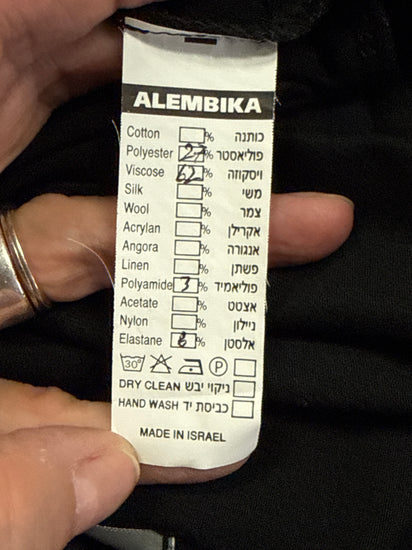 ALEMBIKA
Cotton % כותנה
Polyester 27% פוליאסטר
Viscose 62% ויסקוזה
Silk % משי
Wool % צמר
Acrylan % אקרילן
Angora % אנגורה
Linen % פשתן
Polyamide 3 % פוליאמיד
Acetate % אצטט
Nylon % ניילון
Elastane 8 % אלסטן
30° P
DRY CLEAN ניקוי יבש
HAND WASH כביסת יד
MADE IN ISRAEL